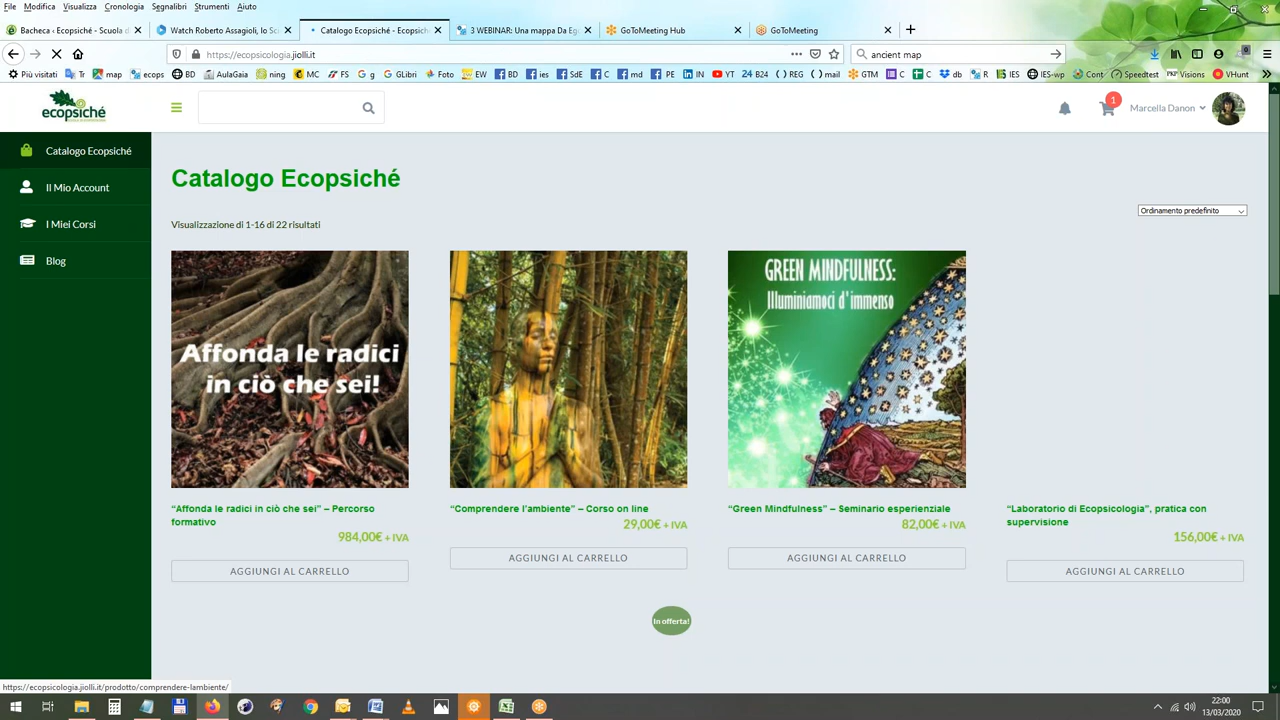 File Modifica Visualizza Cronologia Segnalibri Strumenti Aiuto
Bacheca ‹ Ecopsiché - Scuola d
Watch Roberto Assagioli, lo Sci
Catalogo Ecopsiché - Ecopsich
3 WEBINAR: Una mappa Da Eg
GoToMeeting Hub
GoToMeeting
https://ecopsicologia.jiolli.it
ancient map
Più visitati Tr map ecops BD AulaGaia ning MC FS g GLibri Foto EW BD ies SdE C md PE IN YT B24 REG mail GTM C C db R IES IES-wp Cont Speedtest Visions VHunt
ecopsiché
1
Marcella Danon
Catalogo Ecopsiché
Il Mio Account
I Miei Corsi
Blog
Catalogo Ecopsiché
Visualizzazione di 1-16 di 22 risultati
Ordinamento predefinito
Affonda le radici
in ciò che sei!
GREEN MINDFULNESS:
Illuminiamoci d'immenso
“Affonda le radici in ciò che sei” – Percorso
formativo
984,00€ + IVA
AGGIUNGI AL CARRELLO
“Comprendere l’ambiente” – Corso on line
29,00€ + IVA
AGGIUNGI AL CARRELLO
“Green Mindfulness” – Seminario esperienziale
82,00€ + IVA
AGGIUNGI AL CARRELLO
“Laboratorio di Ecopsicologia”, pratica con
supervisione
156,00€ + IVA
AGGIUNGI AL CARRELLO
In offerta!
https://ecopsicologia.jiolli.it/prodotto/comprendere-lambiente/
22:00
13/03/2020